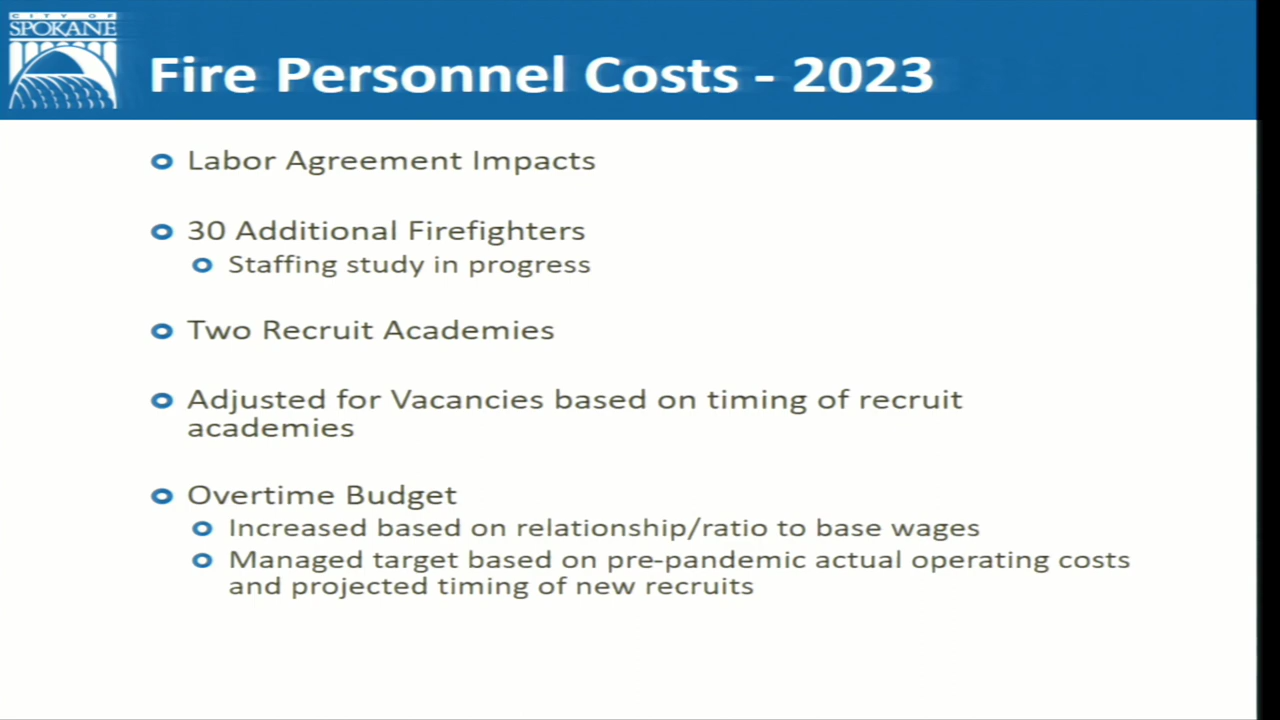 CITY OF
SPOKANE
Fire Personnel Costs - 2023
Labor Agreement Impacts
30 Additional Firefighters
Staffing study in progress
Two Recruit Academies
Adjusted for Vacancies based on timing of recruit
academies
Overtime Budget
Increased based on relationship/ratio to base wages
Managed target based on pre-pandemic actual operating costs
and projected timing of new recruits